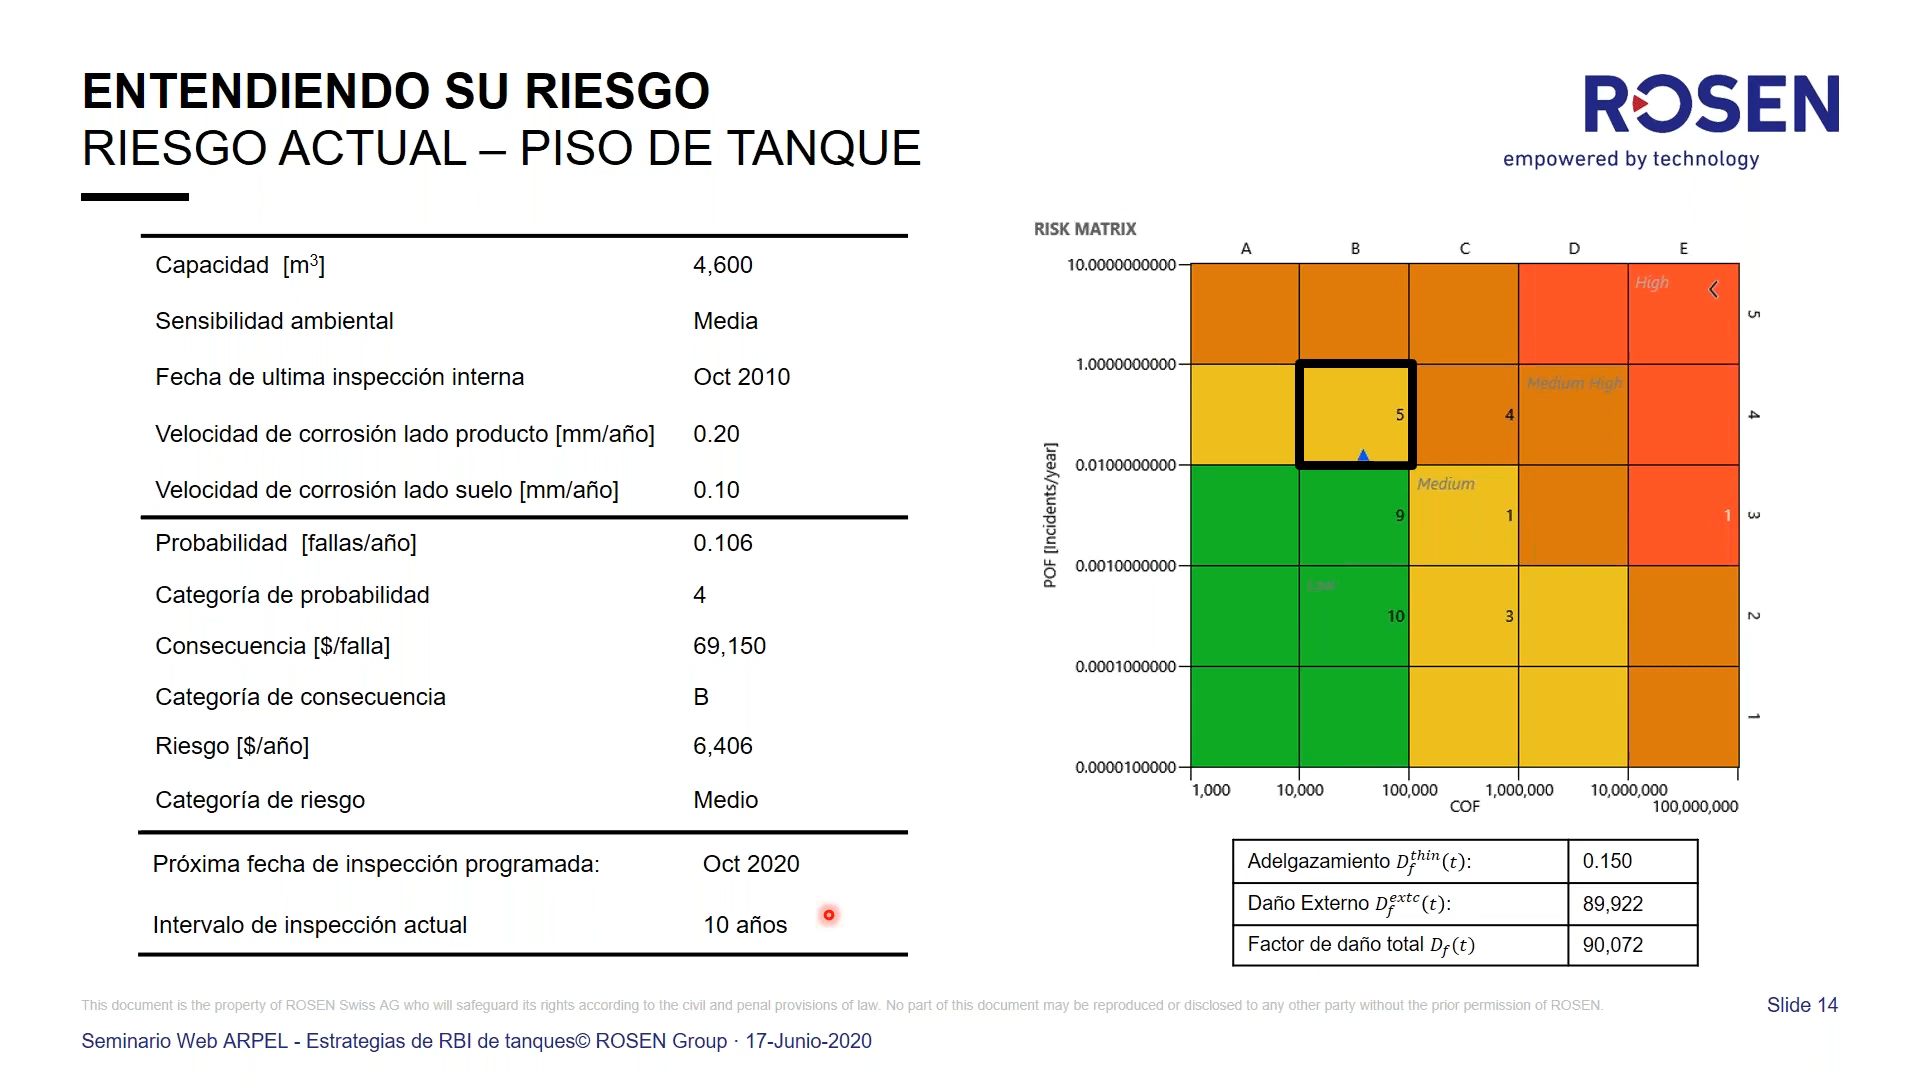 ENTENDIENDO SU RIESGO
RIESGO ACTUAL – PISO DE TANQUE
ROSEN
empowered by technology
Capacidad [m³] 4,600
Sensibilidad ambiental Media
Fecha de ultima inspección interna Oct 2010
Velocidad de corrosión lado producto [mm/año] 0.20
Velocidad de corrosión lado suelo [mm/año] 0.10
Probabilidad [fallas/año] 0.106
Categoría de probabilidad 4
Consecuencia [$/falla] 69,150
Categoría de consecuencia B
Riesgo [$/año] 6,406
Categoría de riesgo Medio
Próxima fecha de inspección programada: Oct 2020
Intervalo de inspección actual 10 años
RISK MATRIX
A B C D E
10.0000000000
High
5
1.0000000000
Medium High
5 4 4
0.0100000000
Medium
9 1 1 3
POF [Incidents/year]
0.0010000000
Low
10 3 2
0.0001000000
1
0.0000100000
1,000 10,000 100,000 1,000,000 10,000,000
100,000,000
COF
Adelgazamiento D_f^thin(t): 0.150
Daño Externo D_f^extc(t): 89,922
Factor de daño total D_f(t) 90,072
This document is the property of ROSEN Swiss AG who will safeguard its rights according to the civil and penal provisions of law. No part of this document may be reproduced or disclosed to any other party without the prior permission of ROSEN.
Slide 14
Seminario Web ARPEL - Estrategias de RBI de tanques© ROSEN Group · 17-Junio-2020